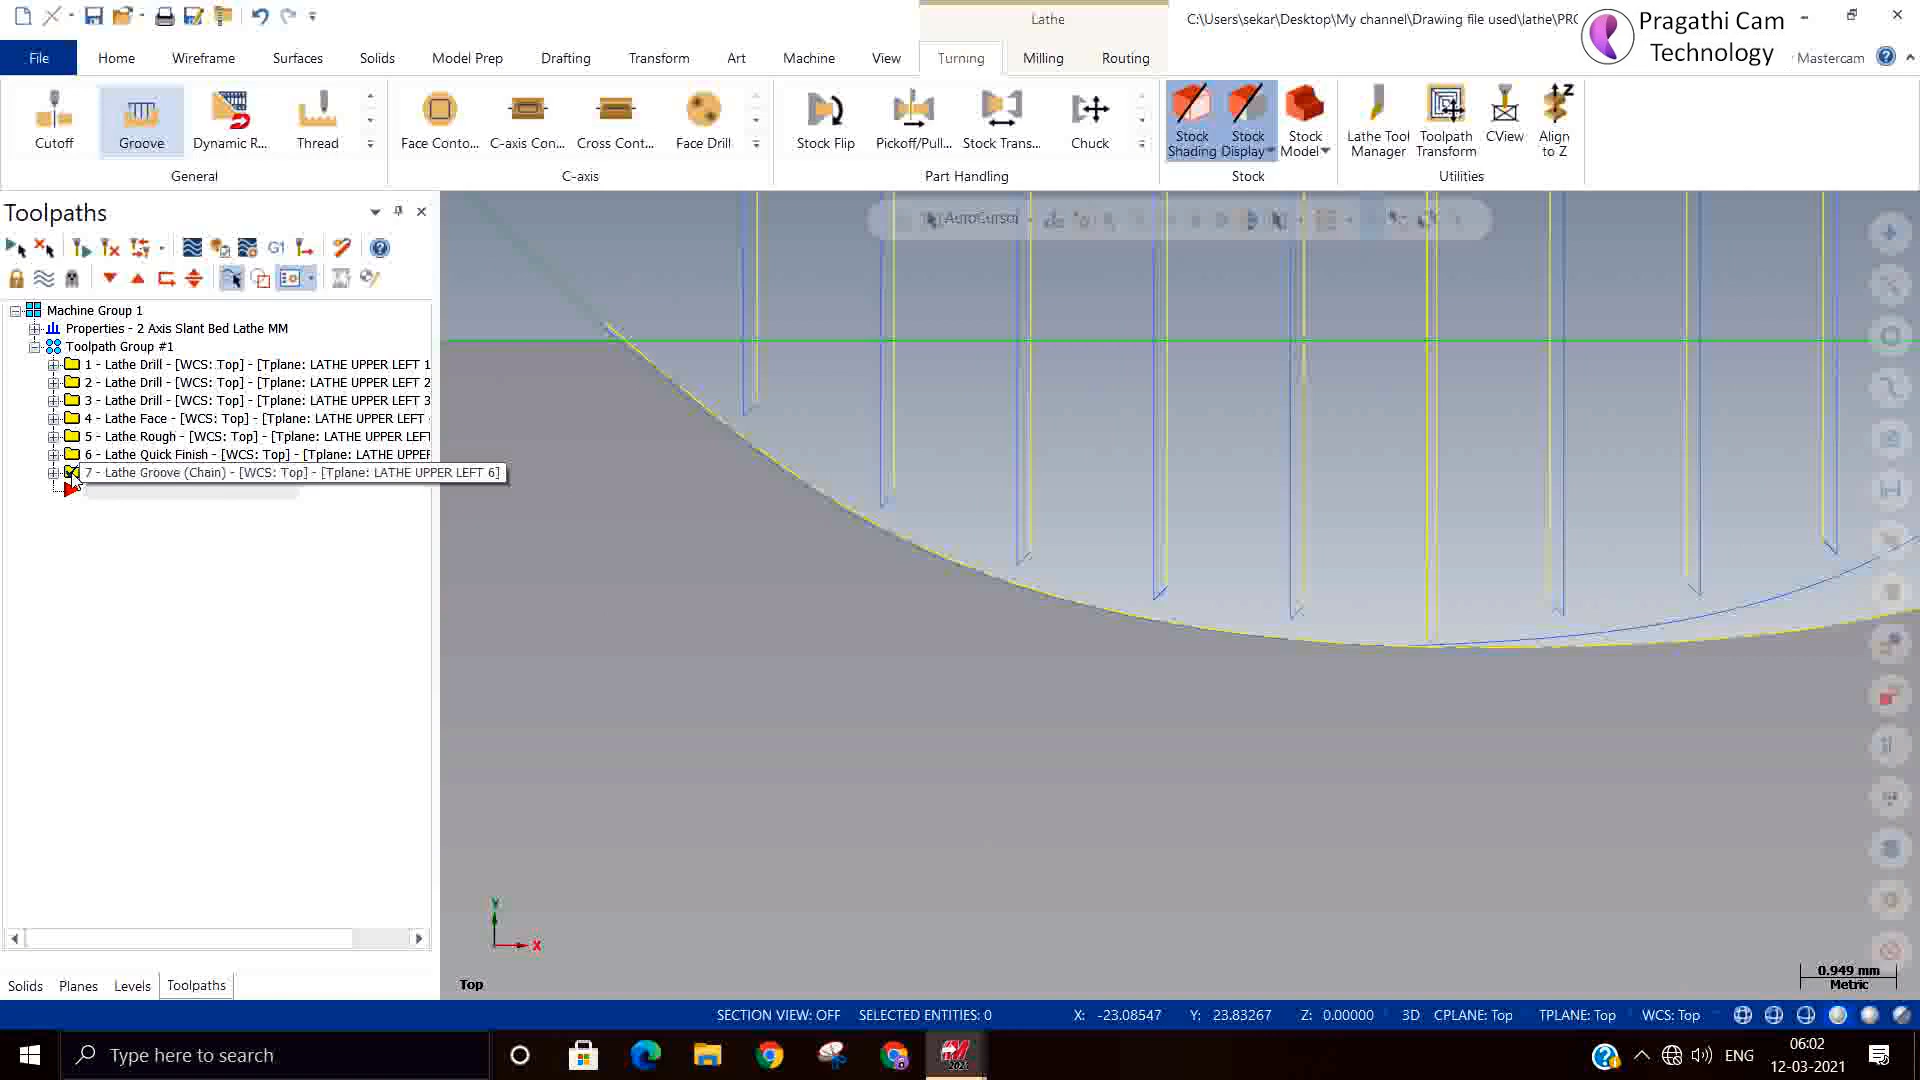 Lathe
C:\Users\sekar\Desktop\My channel\Drawing file used\lathe\PRC
Pragathi Cam
Technology
File
Home
Wireframe
Surfaces
Solids
Model Prep
Drafting
Transform
Art
Machine
View
Turning
Milling
Routing
Mastercam
Cutoff
Groove
Dynamic R...
Thread
Face Conto...
C-axis Con...
Cross Cont...
Face Drill
Stock Flip
Pickoff/Pull...
Stock Trans...
Chuck
Stock
Shading
Stock
Display
Stock
Model
Lathe Tool
Manager
Toolpath
Transform
CView
Align
to Z
General
C-axis
Part Handling
Stock
Utilities
Toolpaths
AutoCursor
G1
Machine Group 1
Properties - 2 Axis Slant Bed Lathe MM
Toolpath Group #1
1 - Lathe Drill - [WCS: Top] - [Tplane: LATHE UPPER LEFT 1
2 - Lathe Drill - [WCS: Top] - [Tplane: LATHE UPPER LEFT 2
3 - Lathe Drill - [WCS: Top] - [Tplane: LATHE UPPER LEFT 3
4 - Lathe Face - [WCS: Top] - [Tplane: LATHE UPPER LEFT
5 - Lathe Rough - [WCS: Top] - [Tplane: LATHE UPPER LEFT
6 - Lathe Quick Finish - [WCS: Top] - [Tplane: LATHE UPPER
7 - Lathe Groove (Chain) - [WCS: Top] - [Tplane: LATHE UPPER LEFT 6]
Y
X
Top
0.949 mm
Metric
Solids
Planes
Levels
Toolpaths
SECTION VIEW: OFF
SELECTED ENTITIES: 0
X: -23.08547
Y: 23.83267
Z: 0.00000
3D
CPLANE: Top
TPLANE: Top
WCS: Top
Type here to search
2021
ENG
06:02
12-03-2021